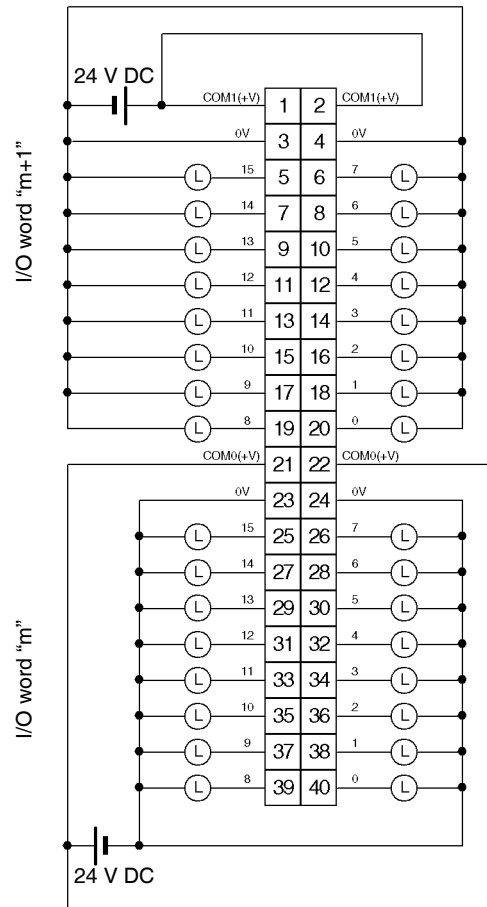 24 V DC
COM1(+V) 1 2 COM1(+V)
0V 3 4 0V
L 15 5 6 7 L
L 14 7 8 6 L
L 13 9 10 5 L
L 12 11 12 4 L
L 11 13 14 3 L
L 10 15 16 2 L
L 9 17 18 1 L
L 8 19 20 0 L
I/O word “m+1”
COM0(+V) 21 22 COM0(+V)
0V 23 24 0V
L 15 25 26 7 L
L 14 27 28 6 L
L 13 29 30 5 L
L 12 31 32 4 L
L 11 33 34 3 L
L 10 35 36 2 L
L 9 37 38 1 L
L 8 39 40 0 L
I/O word “m”
24 V DC